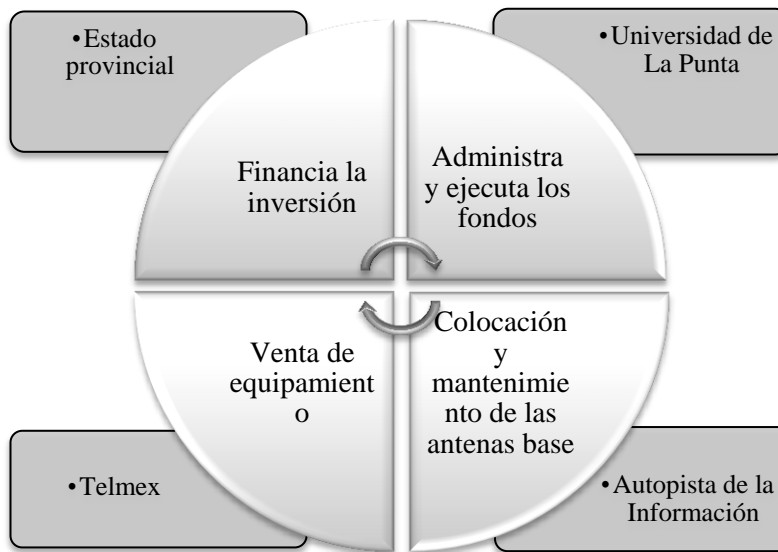 •Estado
provincial
•Universidad de
La Punta
Financia la
inversión
Administra
y ejecuta los
fondos
Venta de
equipamient
o
Colocación
y
mantenimie
nto de las
antenas base
•Telmex
•Autopista de la
Información